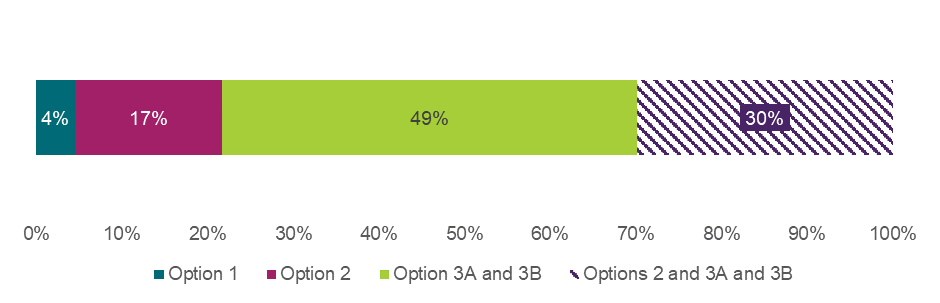 4% 17% 49% 30%
0% 10% 20% 30% 40% 50% 60% 70% 80% 90% 100%
Option 1 Option 2 Option 3A and 3B Options 2 and 3A and 3B